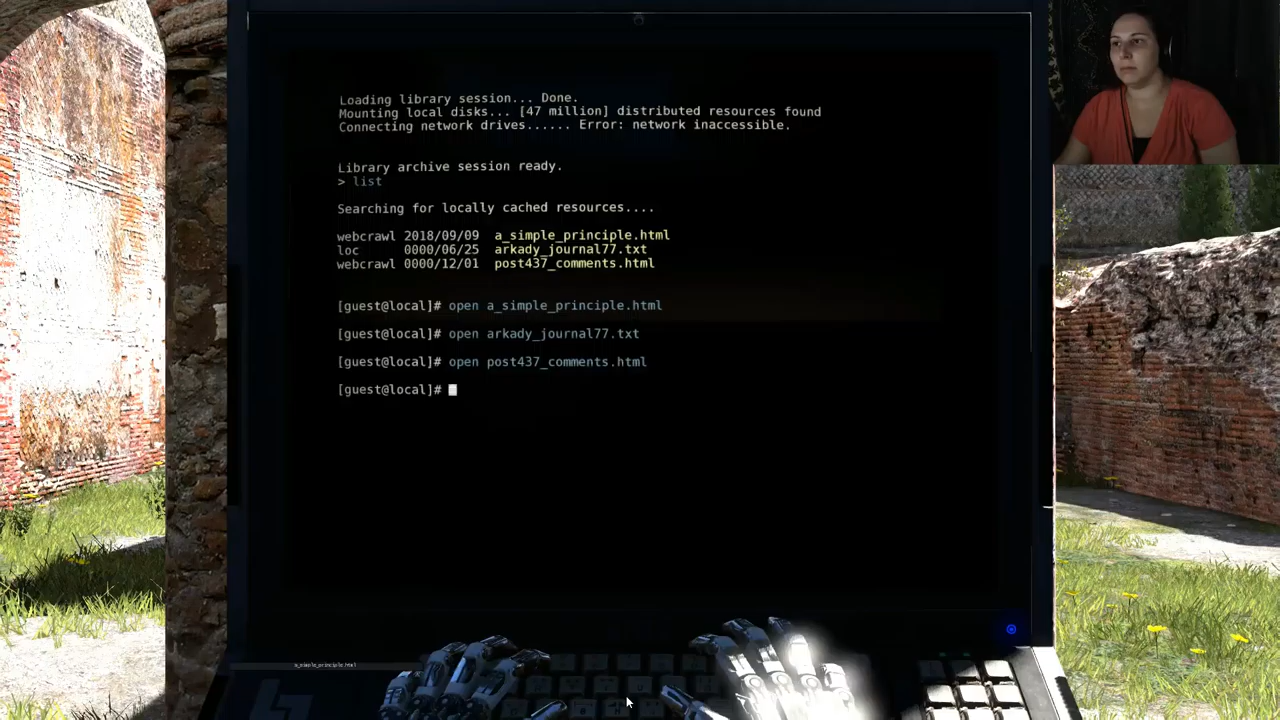 Loading library session... Done.
Mounting local disks... [47 million] distributed resources found
Connecting network drives...... Error: network inaccessible.
Library archive session ready.
> list
Searching for locally cached resources....
webcrawl 2018/09/09 a_simple_principle.html
loc 0000/06/25 arkady_journal77.txt
webcrawl 0000/12/01 post437_comments.html
[guest@local]# open a_simple_principle.html
[guest@local]# open arkady_journal77.txt
[guest@local]# open post437_comments.html
[guest@local]#
a_simple_principle.html